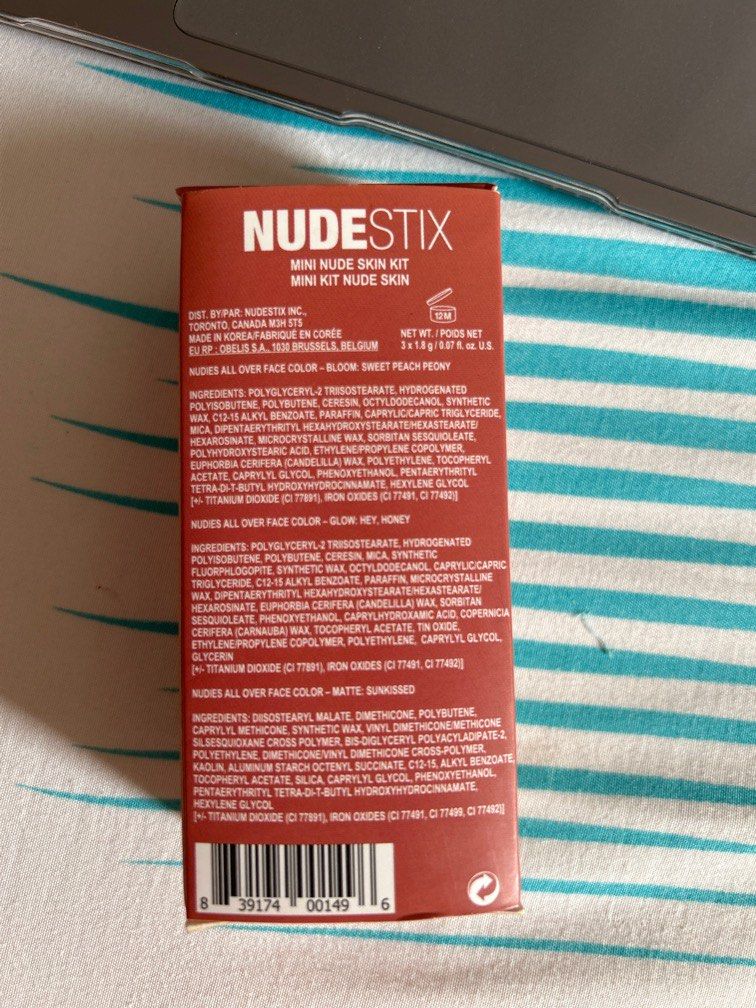 NUDESTIX
MINI NUDE SKIN KIT
MINI KIT NUDE SKIN
DIST. BY/PAR: NUDESTIX INC.,
TORONTO, CANADA M3H 5T5
MADE IN KOREA/FABRIQUÉ EN CORÉE
EU RP : OBELIS S.A., 1030 BRUSSELS, BELGIUM
12M
NET WT. / POIDS NET
3 x 1.8 g / 0.07 fl. oz. U.S.
NUDIES ALL OVER FACE COLOR – BLOOM: SWEET PEACH PEONY
INGREDIENTS: POLYGLYCERYL-2 TRIISOSTEARATE, HYDROGENATED
POLYISOBUTENE, POLYBUTENE, CERESIN, OCTYLDODECANOL, SYNTHETIC
WAX, C12-15 ALKYL BENZOATE, PARAFFIN, CAPRYLIC/CAPRIC TRIGLYCERIDE,
MICA, DIPENTAERYTHRITYL HEXAHYDROXYSTEARATE/HEXASTEARATE/
HEXAROSINATE, MICROCRYSTALLINE WAX, SORBITAN SESQUIOLEATE,
POLYHYDROXYSTEARIC ACID, ETHYLENE/PROPYLENE COPOLYMER,
EUPHORBIA CERIFERA (CANDELILLA) WAX, POLYETHYLENE, TOCOPHERYL
ACETATE, CAPRYLYL GLYCOL, PHENOXYETHANOL, PENTAERYTHRITYL
TETRA-DI-T-BUTYL HYDROXYHYDROCINNAMATE, HEXYLENE GLYCOL
[+/- TITANIUM DIOXIDE (CI 77891), IRON OXIDES (CI 77491, CI 77492)]
NUDIES ALL OVER FACE COLOR – GLOW: HEY, HONEY
INGREDIENTS: POLYGLYCERYL-2 TRIISOSTEARATE, HYDROGENATED
POLYISOBUTENE, POLYBUTENE, CERESIN, MICA, SYNTHETIC
FLUORPHLOGOPITE, SYNTHETIC WAX, OCTYLDODECANOL, CAPRYLIC/CAPRIC
TRIGLYCERIDE, C12-15 ALKYL BENZOATE, PARAFFIN, MICROCRYSTALLINE
WAX, DIPENTAERYTHRITYL HEXAHYDROXYSTEARATE/HEXASTEARATE/
HEXAROSINATE, EUPHORBIA CERIFERA (CANDELILLA) WAX, SORBITAN
SESQUIOLEATE, PHENOXYETHANOL, CAPRYLHYDROXAMIC ACID, COPERNICIA
CERIFERA (CARNAUBA) WAX, TOCOPHERYL ACETATE, TIN OXIDE,
ETHYLENE/PROPYLENE COPOLYMER, POLYETHYLENE, CAPRYLYL GLYCOL,
GLYCERIN
[+/- TITANIUM DIOXIDE (CI 77891), IRON OXIDES (CI 77491, CI 77492)]
NUDIES ALL OVER FACE COLOR – MATTE: SUNKISSED
INGREDIENTS: DIISOSTEARYL MALATE, DIMETHICONE, POLYBUTENE,
CAPRYLYL METHICONE, SYNTHETIC WAX, VINYL DIMETHICONE/METHICONE
SILSESQUIOXANE CROSS POLYMER, BIS-DIGLYCERYL POLYACYLADIPATE-2,
POLYETHYLENE, DIMETHICONE/VINYL DIMETHICONE CROSS-POLYMER,
KAOLIN, ALUMINUM STARCH OCTENYL SUCCINATE, C12-15, ALKYL BENZOATE,
TOCOPHERYL ACETATE, SILICA, CAPRYLYL GLYCOL, PHENOXYETHANOL,
PENTAERYTHRITYL TETRA-DI-T-BUTYL HYDROXYHYDROCINNAMATE,
HEXYLENE GLYCOL
[+/- TITANIUM DIOXIDE (CI 77891), IRON OXIDES (CI 77491, CI 77499, CI 77492)]
8 39174 00149 6